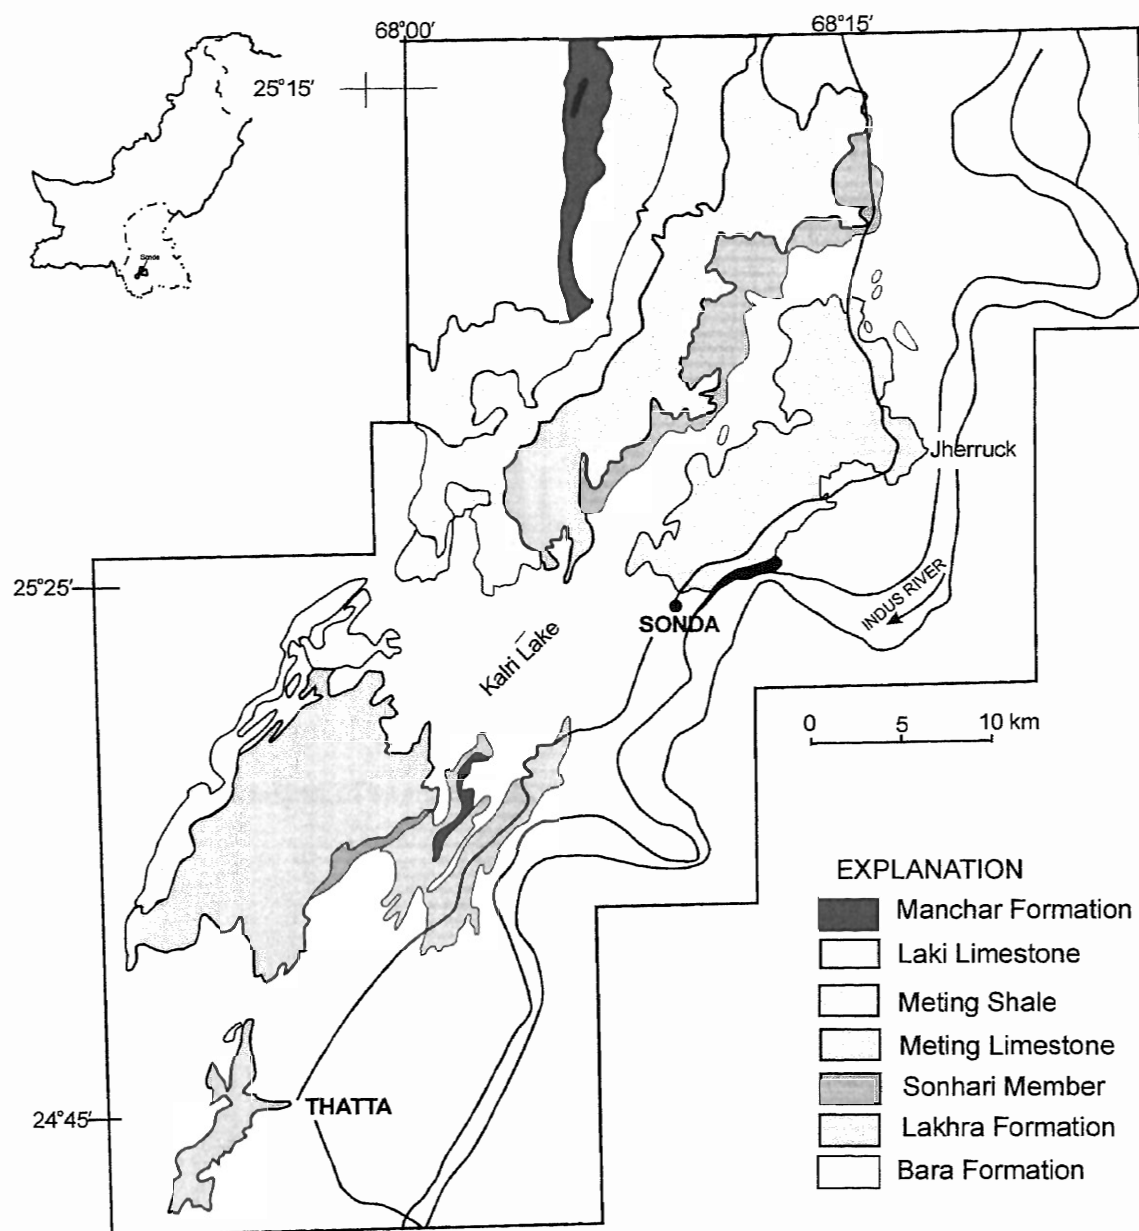 68°00′
68°15′
25°15′
Sonda
Jherruck
25°25′
INDUS RIVER
SONDA
Kalri Lake
0 5 10 km
EXPLANATION
Manchar Formation
Laki Limestone
Meting Shale
Meting Limestone
Sonhari Member
Lakhra Formation
Bara Formation
THATTA
24°45′